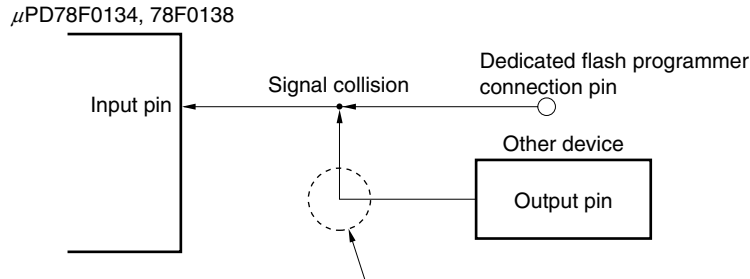 μPD78F0134, 78F0138
Dedicated flash programmer
connection pin
Signal collision
Input pin
Other device
Output pin